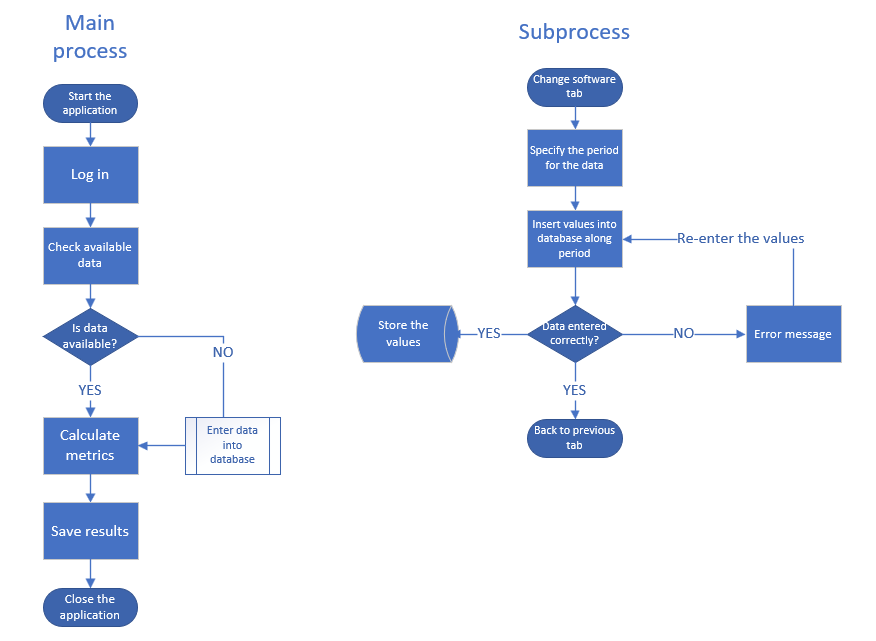 Main
process
Start the
application
Log in
Check available
data
Is data
available?
NO
YES
Calculate
metrics
Enter data
into
database
Save results
Close the
application
Subprocess
Change software
tab
Specify the period
for the data
Insert values into
database along
period
Re-enter the values
Store the
values
YES
Data entered
correctly?
NO
Error message
YES
Back to previous
tab